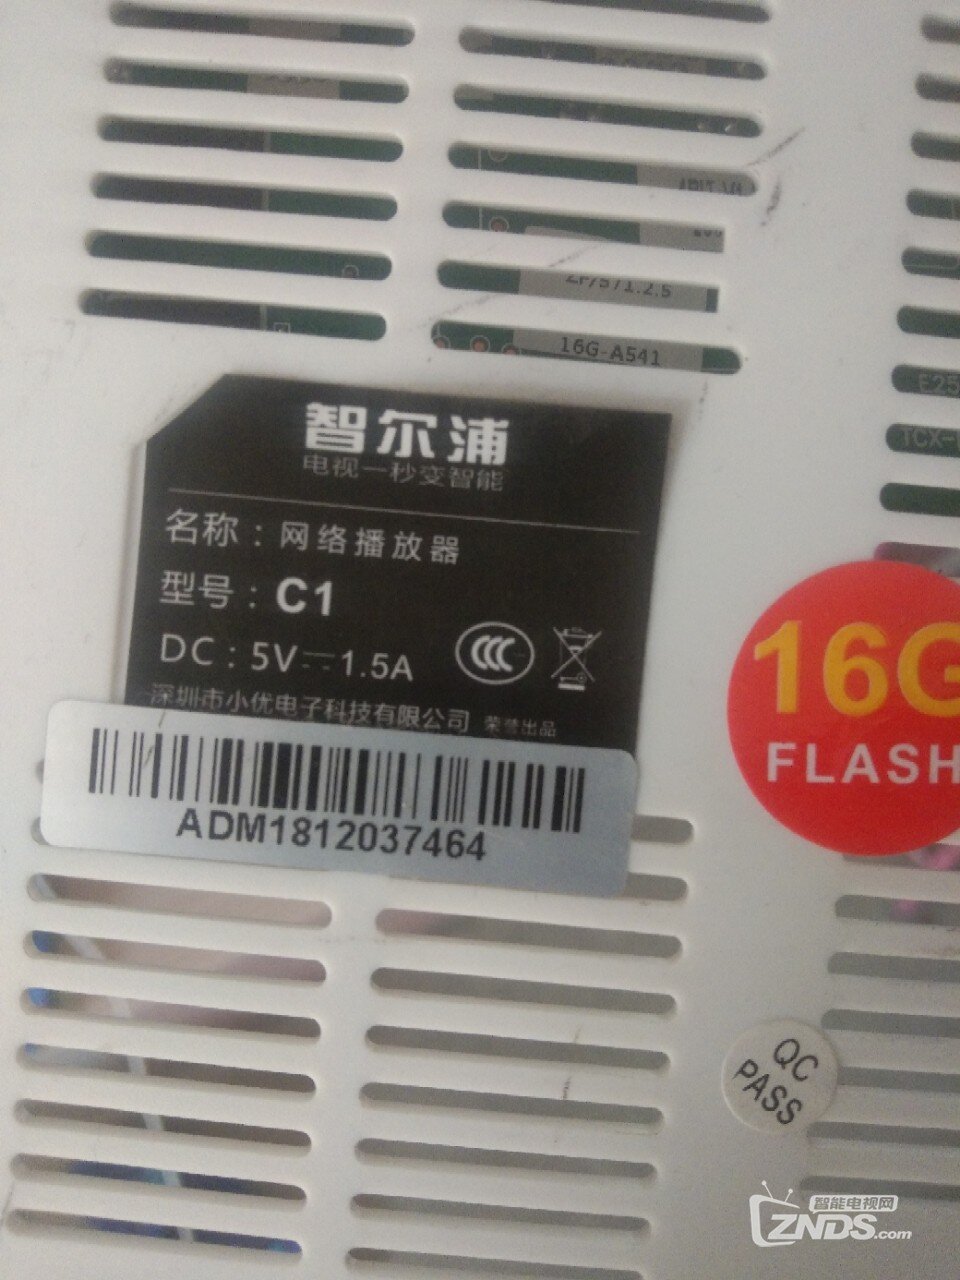 16G-A541
智尔浦
电视一秒变智能
名称：网络播放器
型号：C1
DC：5V⎓1.5A
深圳市小优电子科技有限公司 荣誉出品
ADM1812037464
16G
FLASH
QC
PASS
智能电视网
ZNDS.com